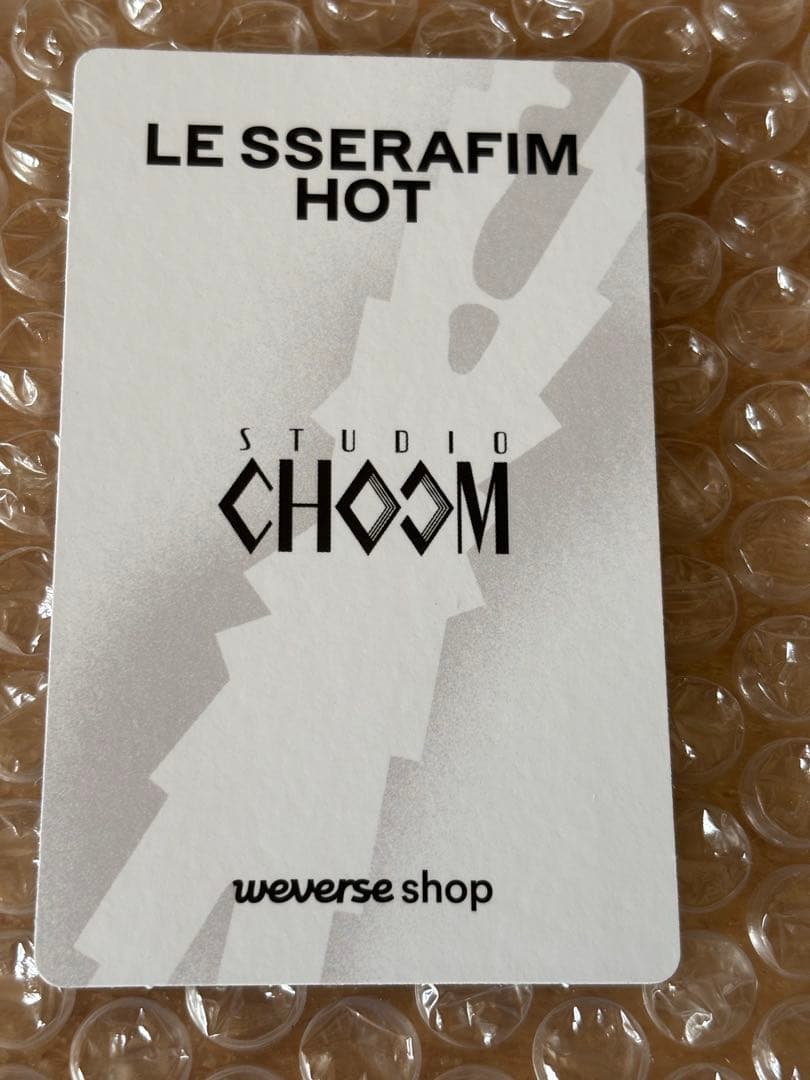 LE SSERAFIM
HOT
STUDIO
CHOOM
weverse shop